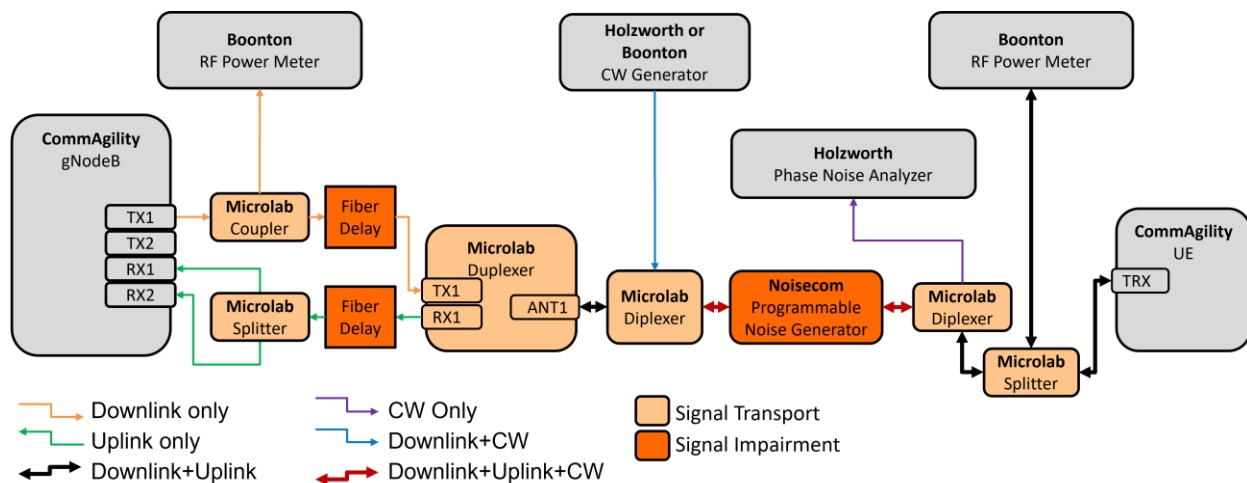 Boonton
RF Power Meter
Holzworth or
Boonton
CW Generator
Boonton
RF Power Meter
CommAgility
gNodeB
TX1
TX2
RX1
RX2
Microlab
Coupler
Fiber
Delay
Microlab
Splitter
Fiber
Delay
Microlab
Duplexer
TX1
RX1
ANT1
Microlab
Diplexer
Noisecom
Programmable
Noise Generator
Holzworth
Phase Noise Analyzer
Microlab
Diplexer
Microlab
Splitter
CommAgility
UE
TRX
Downlink only
Uplink only
Downlink+Uplink
CW Only
Downlink+CW
Downlink+Uplink+CW
Signal Transport
Signal Impairment